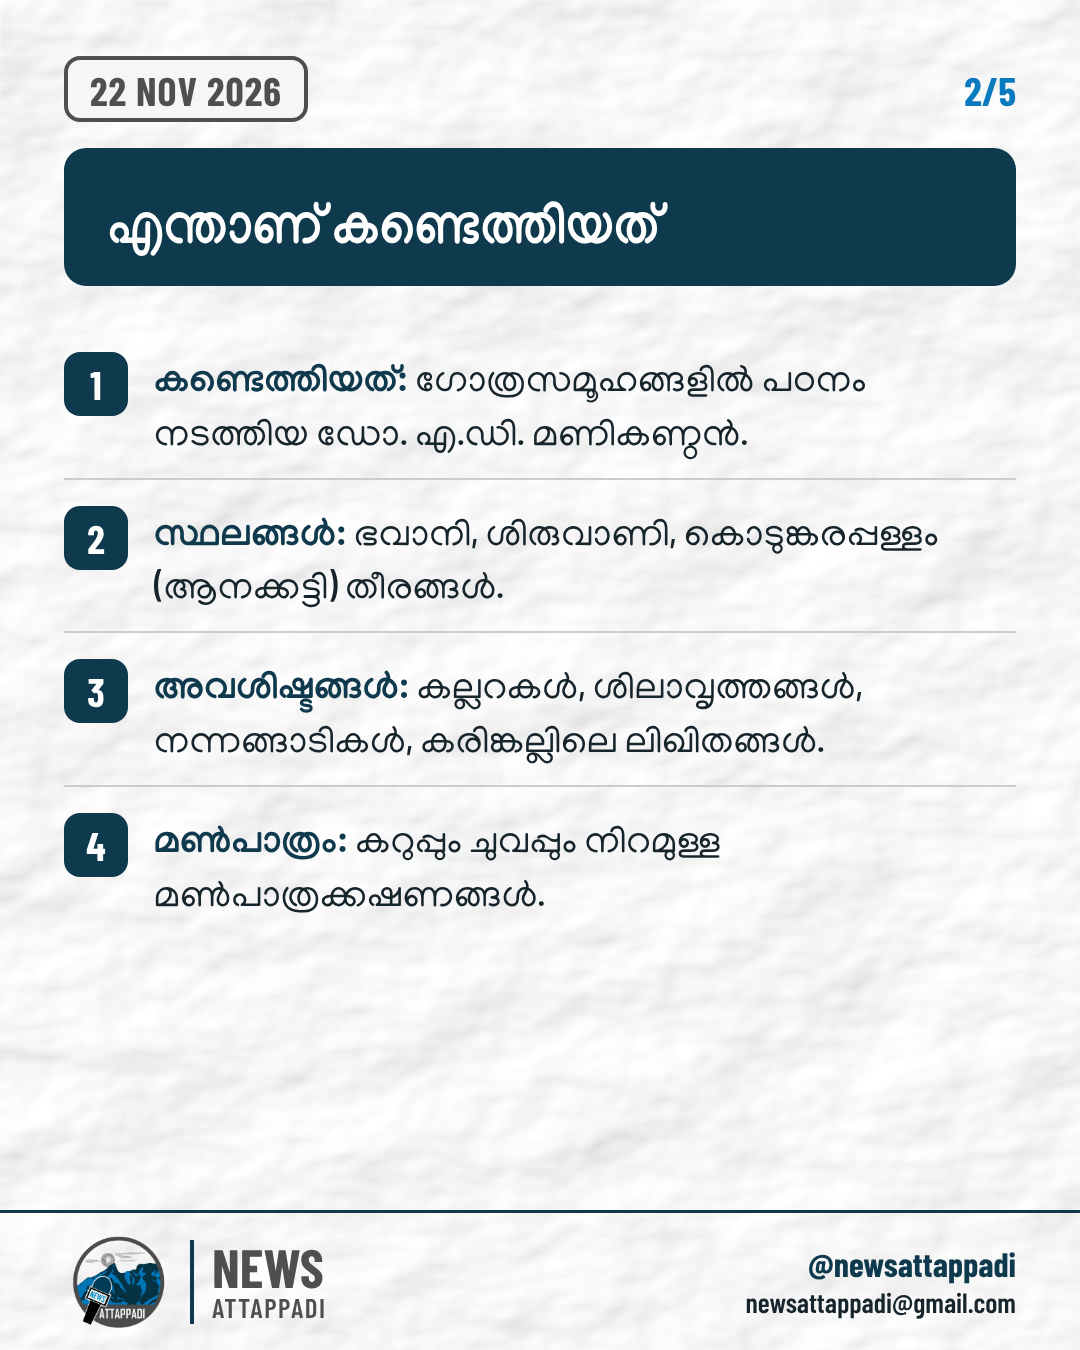 22 NOV 2026
2/5
എന്താണ് കണ്ടെത്തിയത്
1
കണ്ടെത്തിയത്: ഗോത്രസമൂഹങ്ങളിൽ പഠനം
നടത്തിയ ഡോ. എ.ഡി. മണികണ്ഠൻ.
2
സ്ഥലങ്ങൾ: ഭവാനി, ശിരുവാണി, കൊടുങ്കരപ്പള്ളം
(ആനക്കട്ടി) തീരങ്ങൾ.
3
അവശിഷ്ടങ്ങൾ: കല്ലറകൾ, ശിലാവൃത്തങ്ങൾ,
നന്നങ്ങാടികൾ, കരിങ്കല്ലിലെ ലിഖിതങ്ങൾ.
4
മൺപാത്രം: കറുപ്പും ചുവപ്പും നിറമുള്ള
മൺപാത്രക്കഷണങ്ങൾ.
NEWS
ATTAPPADI
NEWS
ATTAPPADI
@newsattappadi
newsattappadi@gmail.com